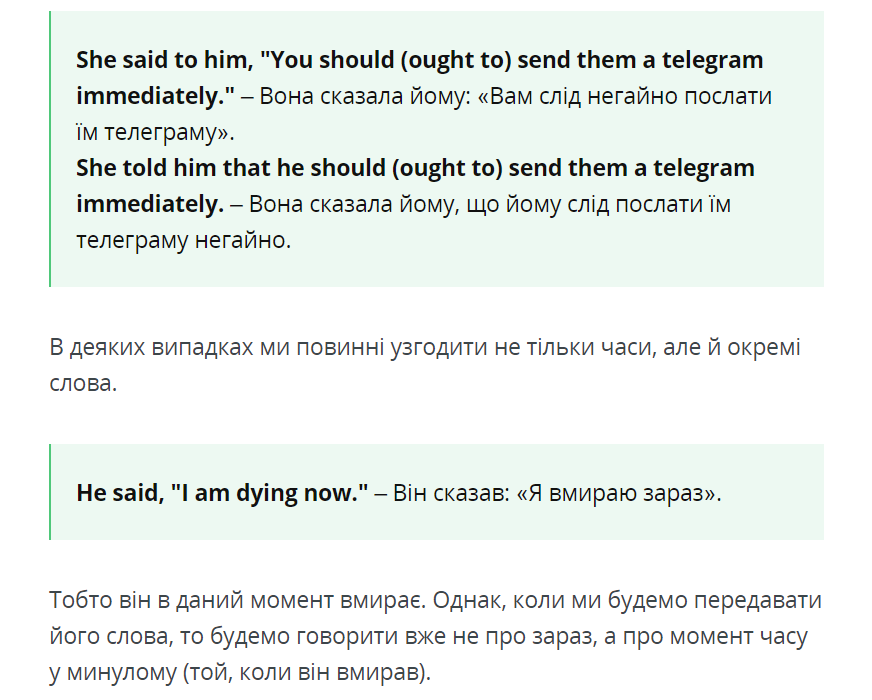 She said to him, "You should (ought to) send them a telegram
immediately." – Вона сказала йому: «Вам слід негайно послати
їм телеграму».
She told him that he should (ought to) send them a telegram
immediately. – Вона сказала йому, що йому слід послати їм
телеграму негайно.
В деяких випадках ми повинні узгодити не тільки часи, але й окремі
слова.
He said, "I am dying now." – Він сказав: «Я вмираю зараз».
Тобто він в даний момент вмирає. Однак, коли ми будемо передавати
його слова, то будемо говорити вже не про зараз, а про момент часу
у минулому (той, коли він вмирав).